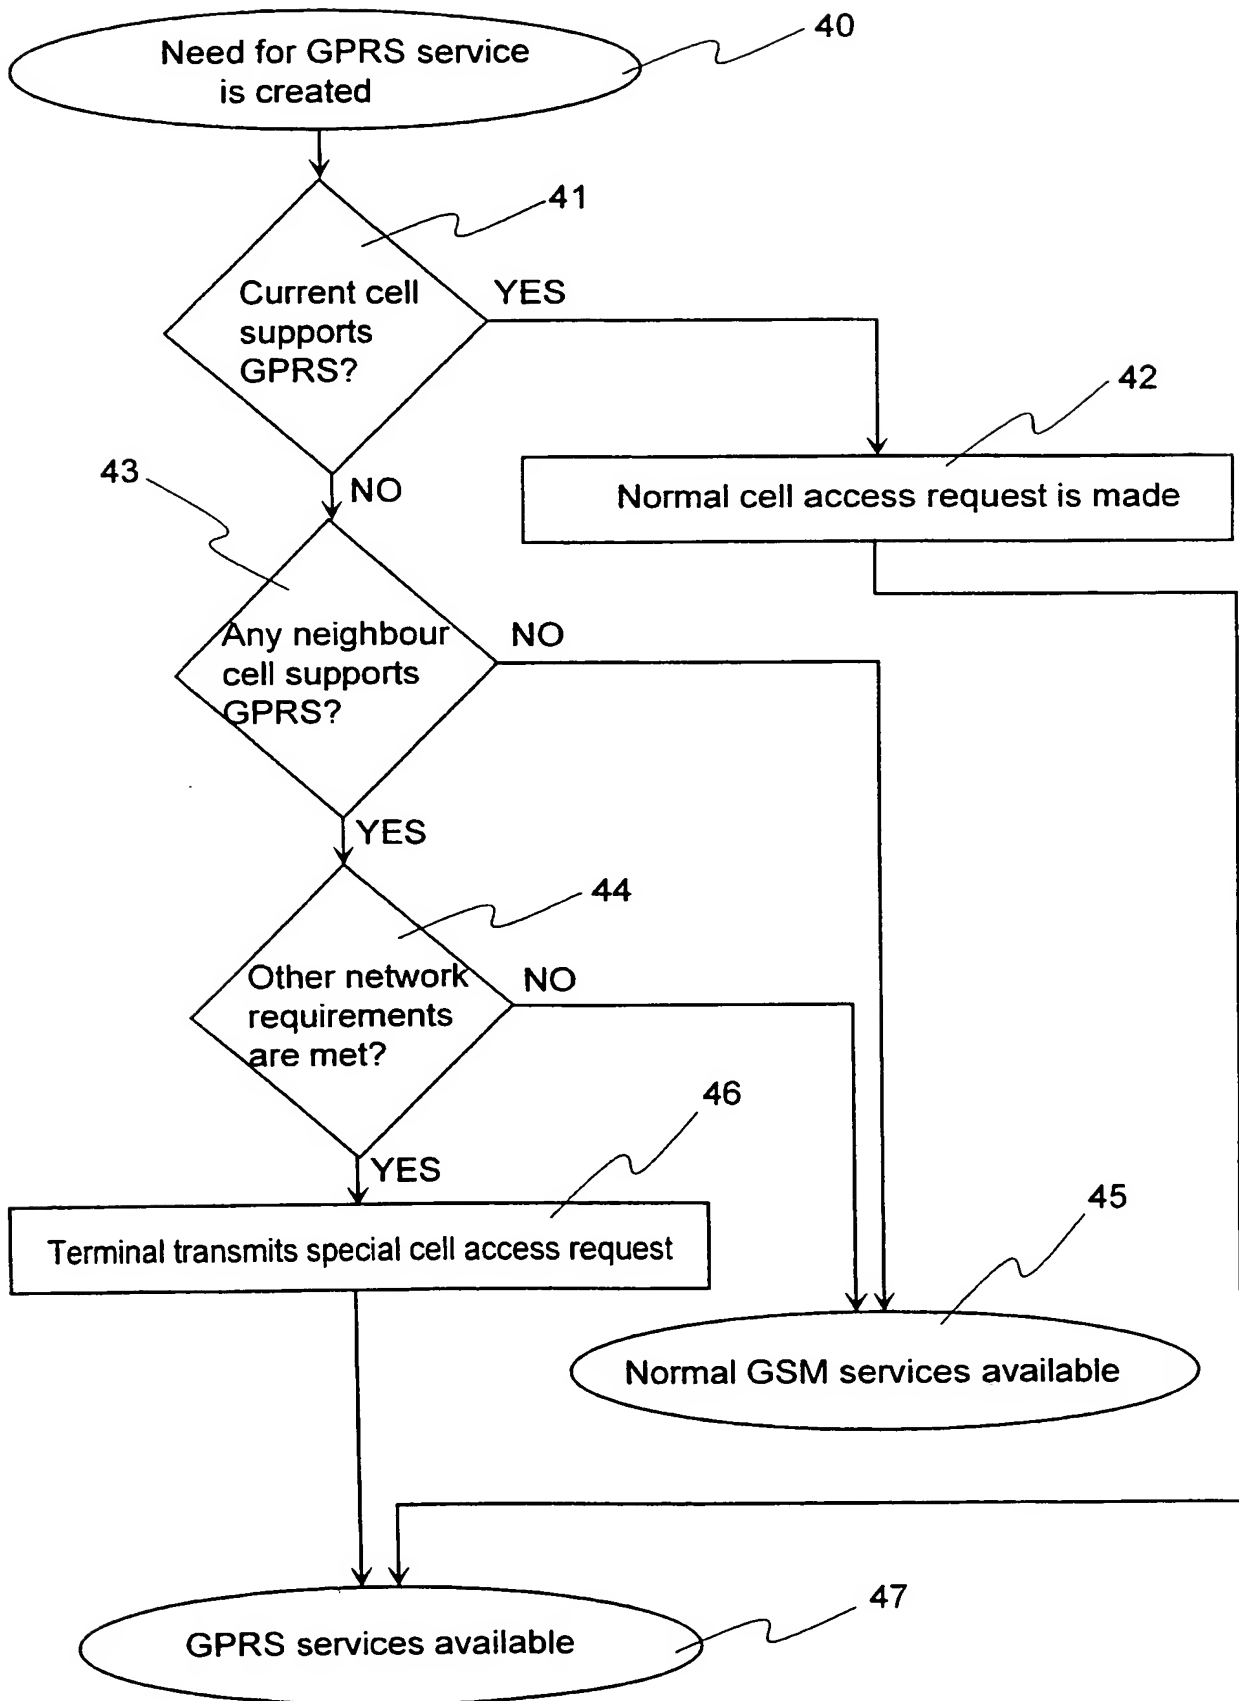 Need for GPRS service
is created
40
41
Current cell
supports
GPRS?
YES
42
Normal cell access request is made
43
NO
Any neighbour
cell supports
GPRS?
NO
YES
44
Other network
requirements
are met?
NO
46
YES
Terminal transmits special cell access request
45
Normal GSM services available
47
GPRS services available